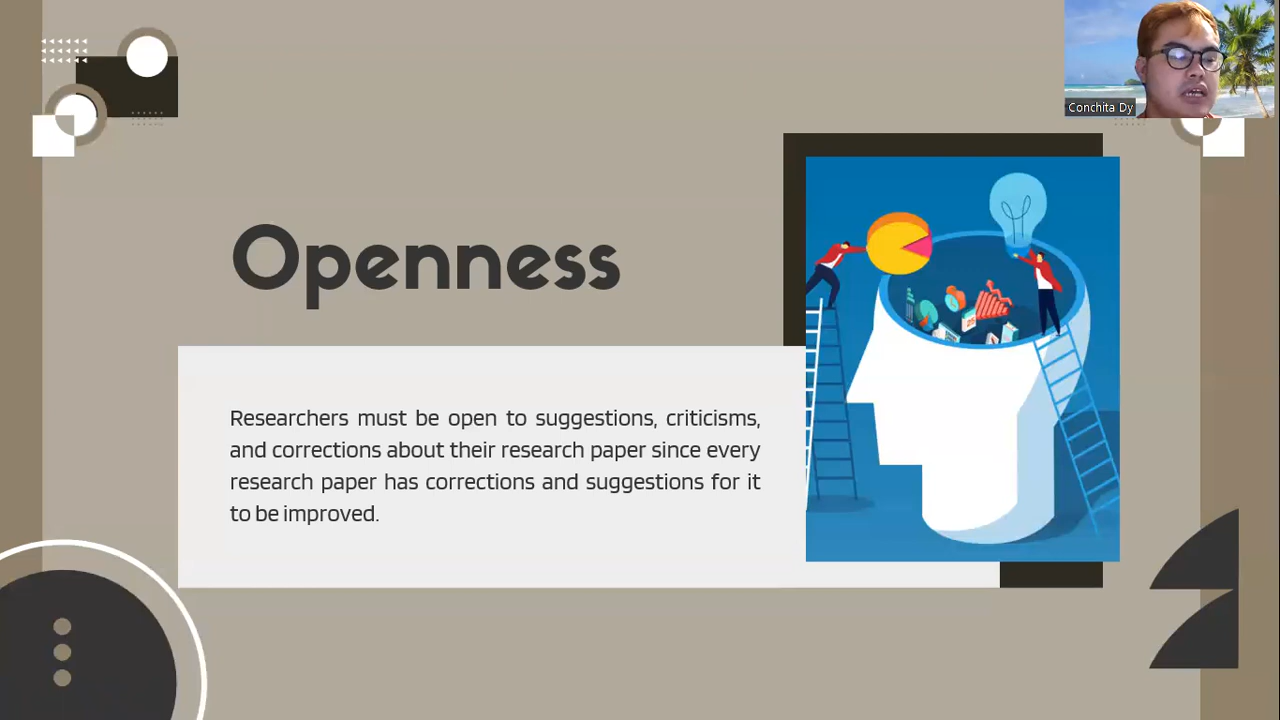 Conchita Dy
Openness
Researchers must be open to suggestions, criticisms,
and corrections about their research paper since every
research paper has corrections and suggestions for it
to be improved.